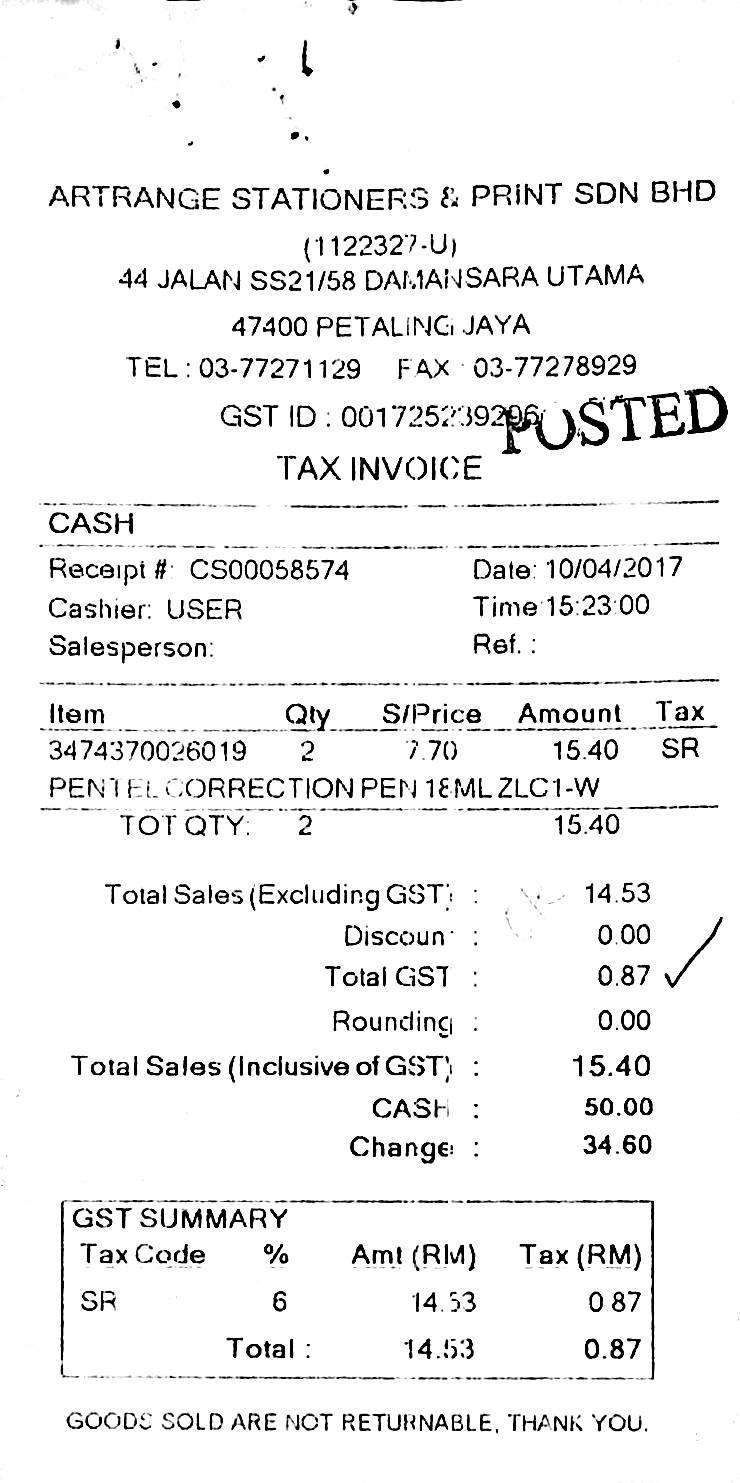 ARTRANGE STATIONERS & PRINT SDN BHD
(1122327-U)
44 JALAN SS21/58 DAMANSARA UTAMA
47400 PETALING JAYA
TEL : 03-77271129 FAX : 03-77278929
GST ID : 001725239296
POSTED
TAX INVOICE
CASH
Receipt #: CS00058574 Date: 10/04/2017
Cashier: USER Time:15:23:00
Salesperson: Ref. :
Item Qty S/Price Amount Tax
3474370026019 2 7.70 15.40 SR
PENTEL CORRECTION PEN 18ML ZLC1-W
TOT QTY: 2 15.40
Total Sales (Excluding GST) : 14.53
Discount : 0.00
Total GST : 0.87
Rounding : 0.00
Total Sales (Inclusive of GST) : 15.40
CASH : 50.00
Change : 34.60
GST SUMMARY
Tax Code % Amt (RM) Tax (RM)
SR 6 14.53 0.87
Total : 14.53 0.87
GOODS SOLD ARE NOT RETURNABLE, THANK YOU.